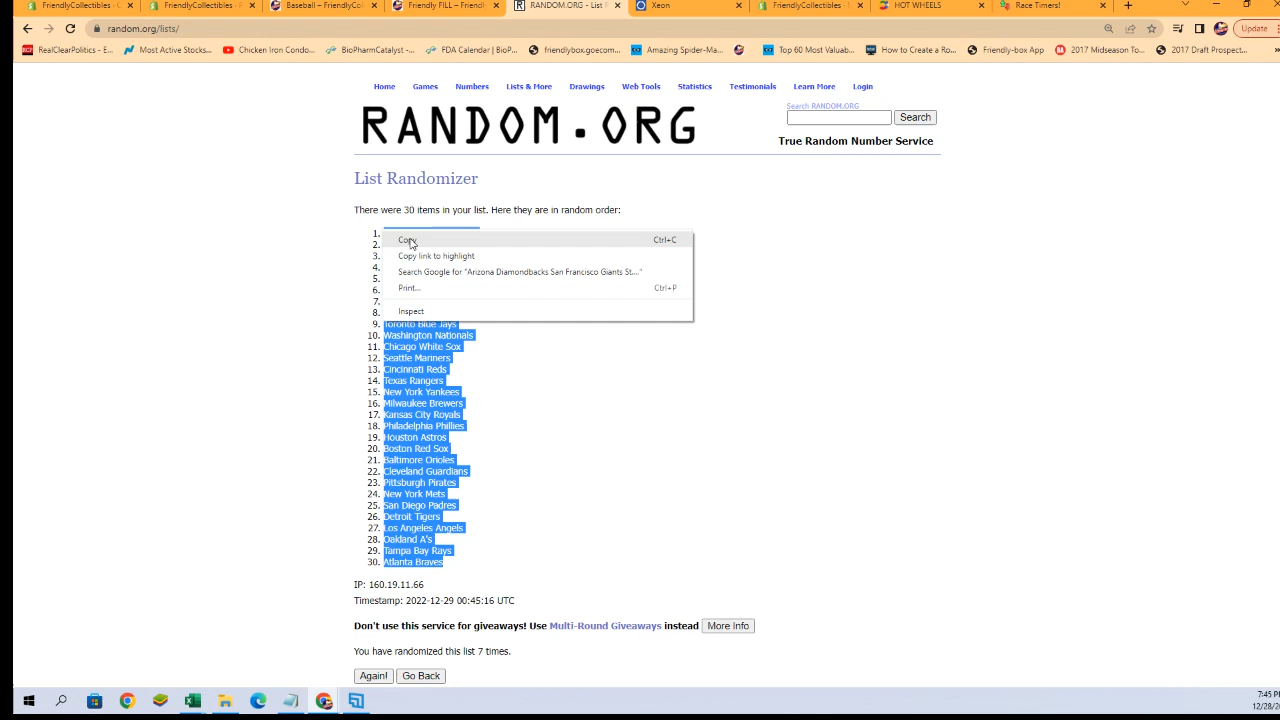 FriendlyCollectibles - O
FriendlyCollectibles - P
Baseball – FriendlyColl
Friendly FILL – Friendly
RANDOM.ORG - List F
Xeon
FriendlyCollectibles - I
HOT WHEELS
Race Timers!
random.org/lists/
Update
RealClearPolitics - E...
Most Active Stocks...
Chicken Iron Condo...
BioPharmCatalyst -...
FDA Calendar | BioP...
friendlybox.goecom...
Amazing Spider-Ma...
Top 60 Most Valuab...
How to Create a Ro...
Friendly-box App
2017 Midseason To...
2017 Draft Prospect...
Home Games Numbers Lists & More Drawings Web Tools Statistics Testimonials Learn More Login
RANDOM.ORG
Search RANDOM.ORG
Search
True Random Number Service
List Randomizer
There were 30 items in your list. Here they are in random order:
1.
2.
3.
4.
5.
6.
7.
8.
Copy Ctrl+C
Copy link to highlight
Search Google for "Arizona Diamondbacks San Francisco Giants St...."
Print... Ctrl+P
Inspect
9. Toronto Blue Jays
10. Washington Nationals
11. Chicago White Sox
12. Seattle Mariners
13. Cincinnati Reds
14. Texas Rangers
15. New York Yankees
16. Milwaukee Brewers
17. Kansas City Royals
18. Philadelphia Phillies
19. Houston Astros
20. Boston Red Sox
21. Baltimore Orioles
22. Cleveland Guardians
23. Pittsburgh Pirates
24. New York Mets
25. San Diego Padres
26. Detroit Tigers
27. Los Angeles Angels
28. Oakland A's
29. Tampa Bay Rays
30. Atlanta Braves
IP: 160.19.11.66
Timestamp: 2022-12-29 00:45:16 UTC
Don't use this service for giveaways! Use Multi-Round Giveaways instead More Info
You have randomized this list 7 times.
Again! Go Back
7:45 P
12/28/2